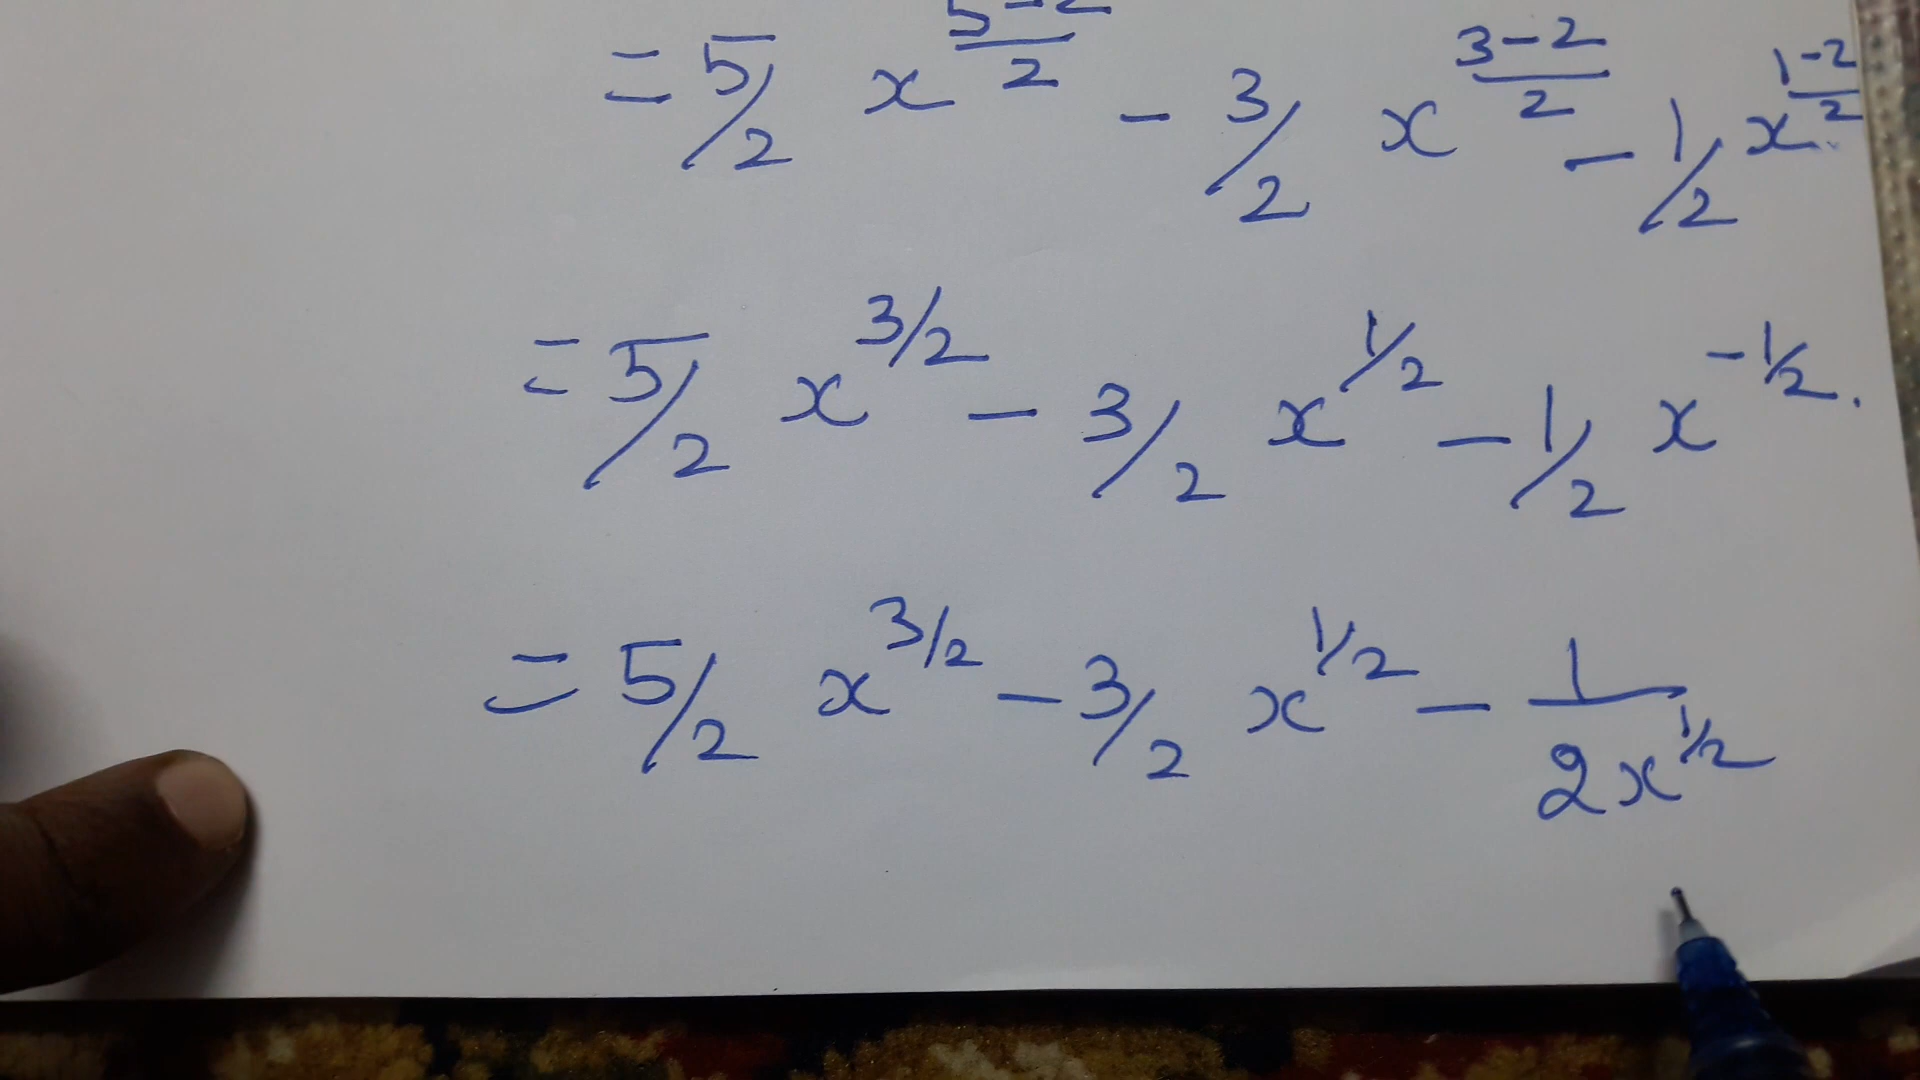 = 5/2 x^(5-2)/2 - 3/2 x^(3-2)/2 - 1/2 x^(1-2)/2.
= 5/2 x^3/2 - 3/2 x^1/2 - 1/2 x^-1/2.
= 5/2 x^3/2 - 3/2 x^1/2 - 1/(2x^1/2)